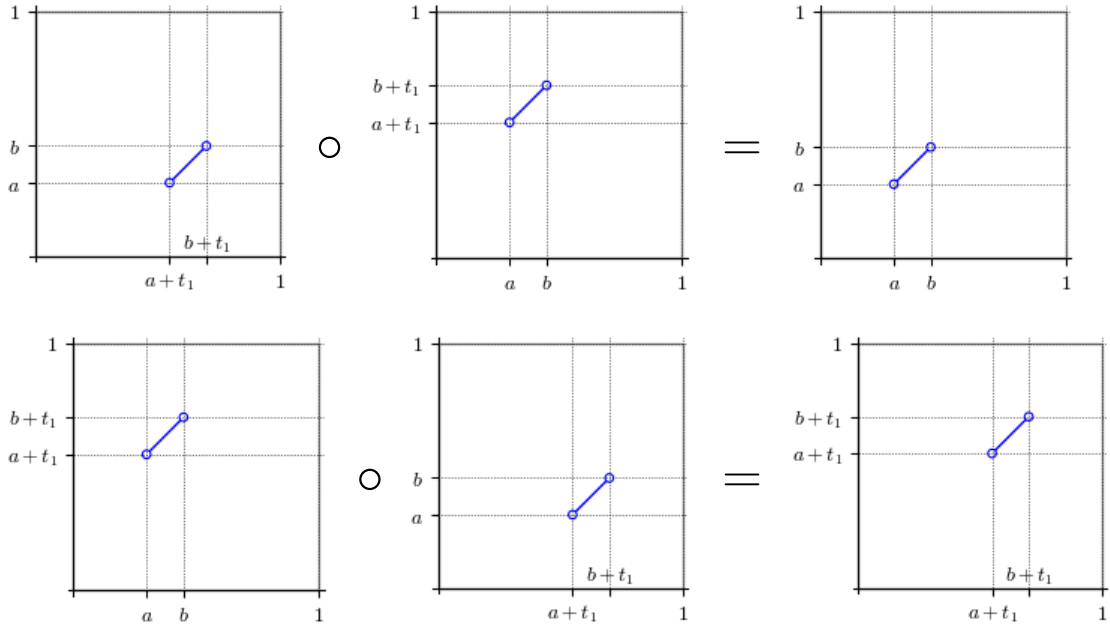 1
b
a
b + t₁
a + t₁
1
○
1
b + t₁
a + t₁
a
b
1
=
1
b
a
a
b
1
1
b + t₁
a + t₁
a
b
1
○
1
b
a
b + t₁
a + t₁
1
=
1
b + t₁
a + t₁
b + t₁
a + t₁
1